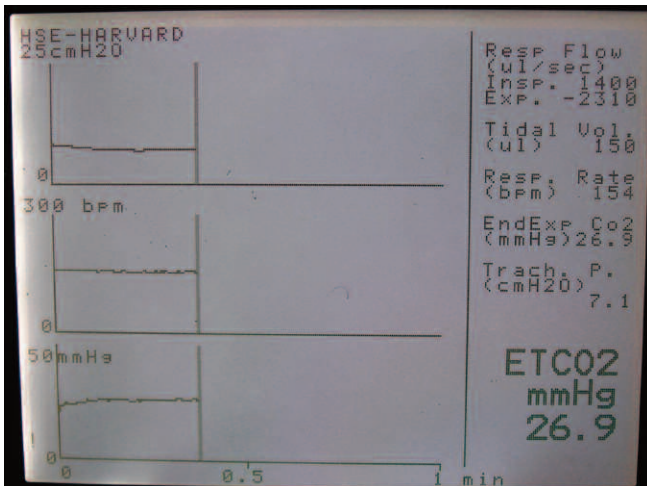 HSE-HARVARD
25cmH2O
0
300 bpm
0
50mmHg
0
0 0.5 1 min
Resp Flow
(ul/sec)
Insp. 1400
Exp. -2310
Tidal Vol.
(ul) 150
Resp. Rate
(bpm) 154
EndExp Co2
(mmHg)26.9
Trach. P.
(cmH2O)
7.1
ETCO2
mmHg
26.9